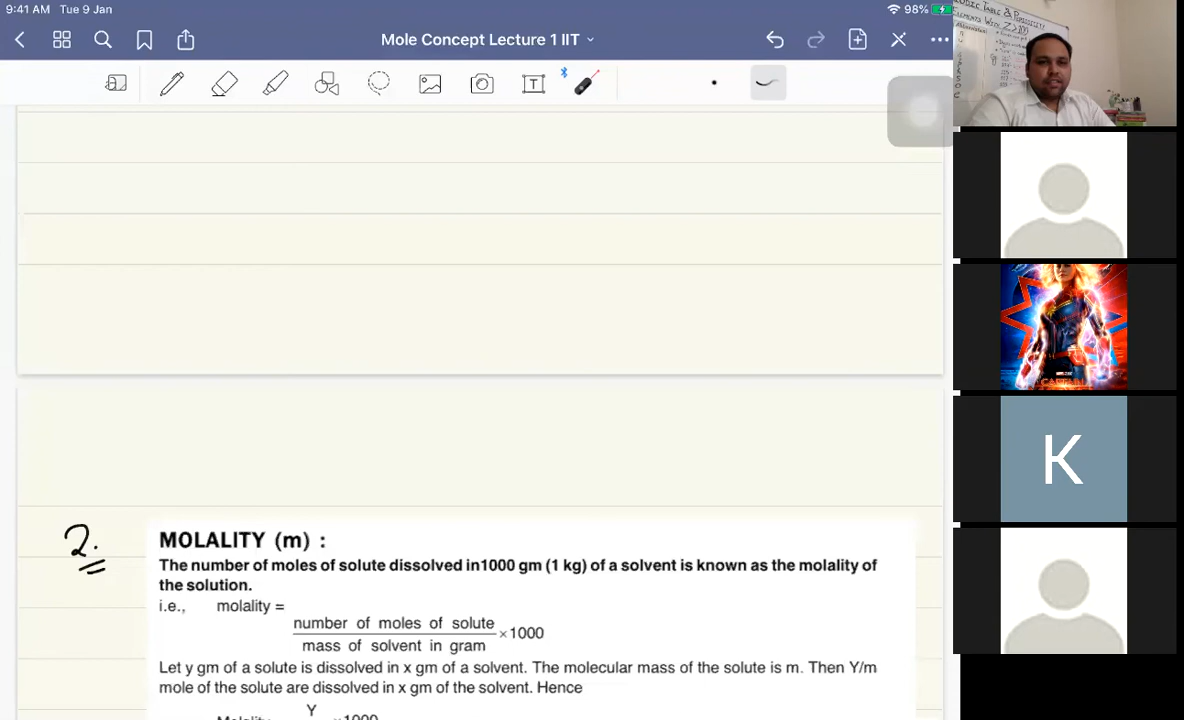 9:41 AM Tue 9 Jan
98%
Mole Concept Lecture 1 IIT
T
2.
MOLALITY (m) :
The number of moles of solute dissolved in1000 gm (1 kg) of a solvent is known as the molality of
the solution.
i.e., molality =
number of moles of solute
mass of solvent in gram
×1000
Let y gm of a solute is dissolved in x gm of a solvent. The molecular mass of the solute is m. Then Y/m
mole of the solute are dissolved in x gm of the solvent. Hence
Molality
Y
×1000
K